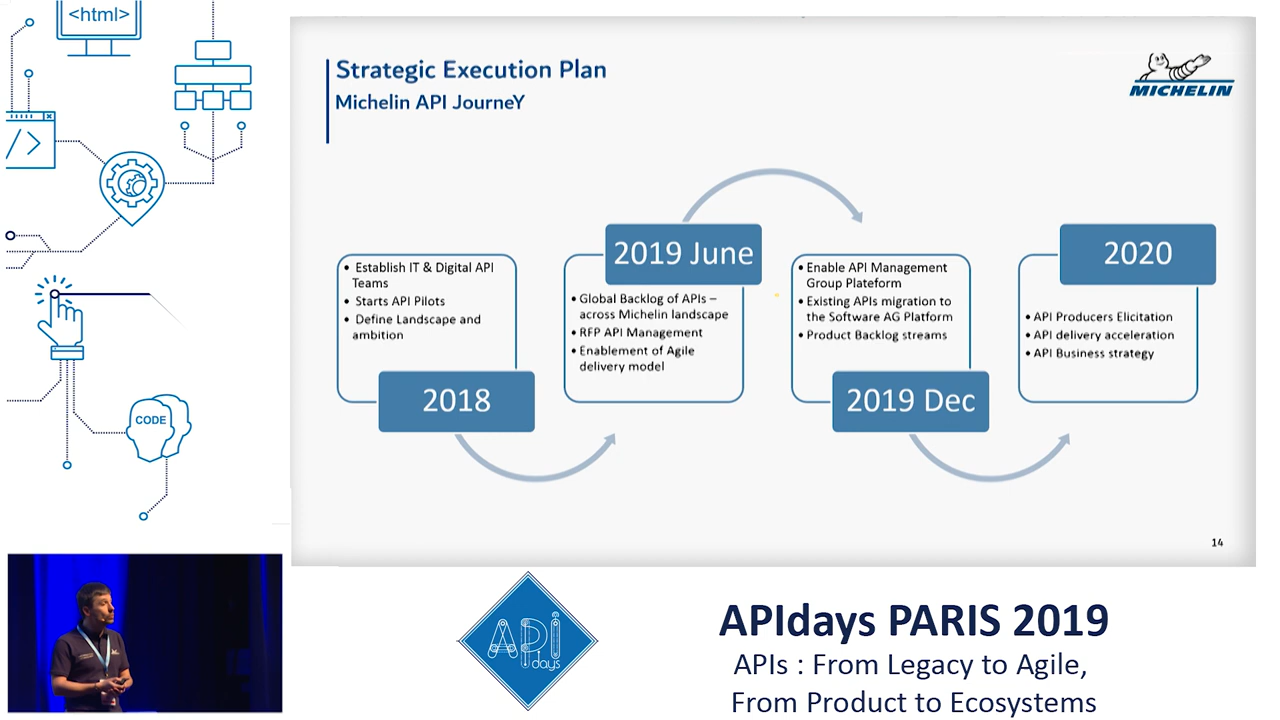 <html>
</>
CODE
Strategic Execution Plan
Michelin API JourneY
MICHELIN
• Establish IT & Digital API
Teams
• Starts API Pilots
• Define Landscape and
ambition
2018
2019 June
• Global Backlog of APIs –
across Michelin landscape
• RFP API Management
• Enablement of Agile
delivery model
• Enable API Management
Group Plateform
• Existing APIs migration to
the Software AG Platform
• Product Backlog streams
2019 Dec
2020
• API Producers Elicitation
• API delivery acceleration
• API Business strategy
14
API
days
APIdays PARIS 2019
APIs : From Legacy to Agile,
From Product to Ecosystems